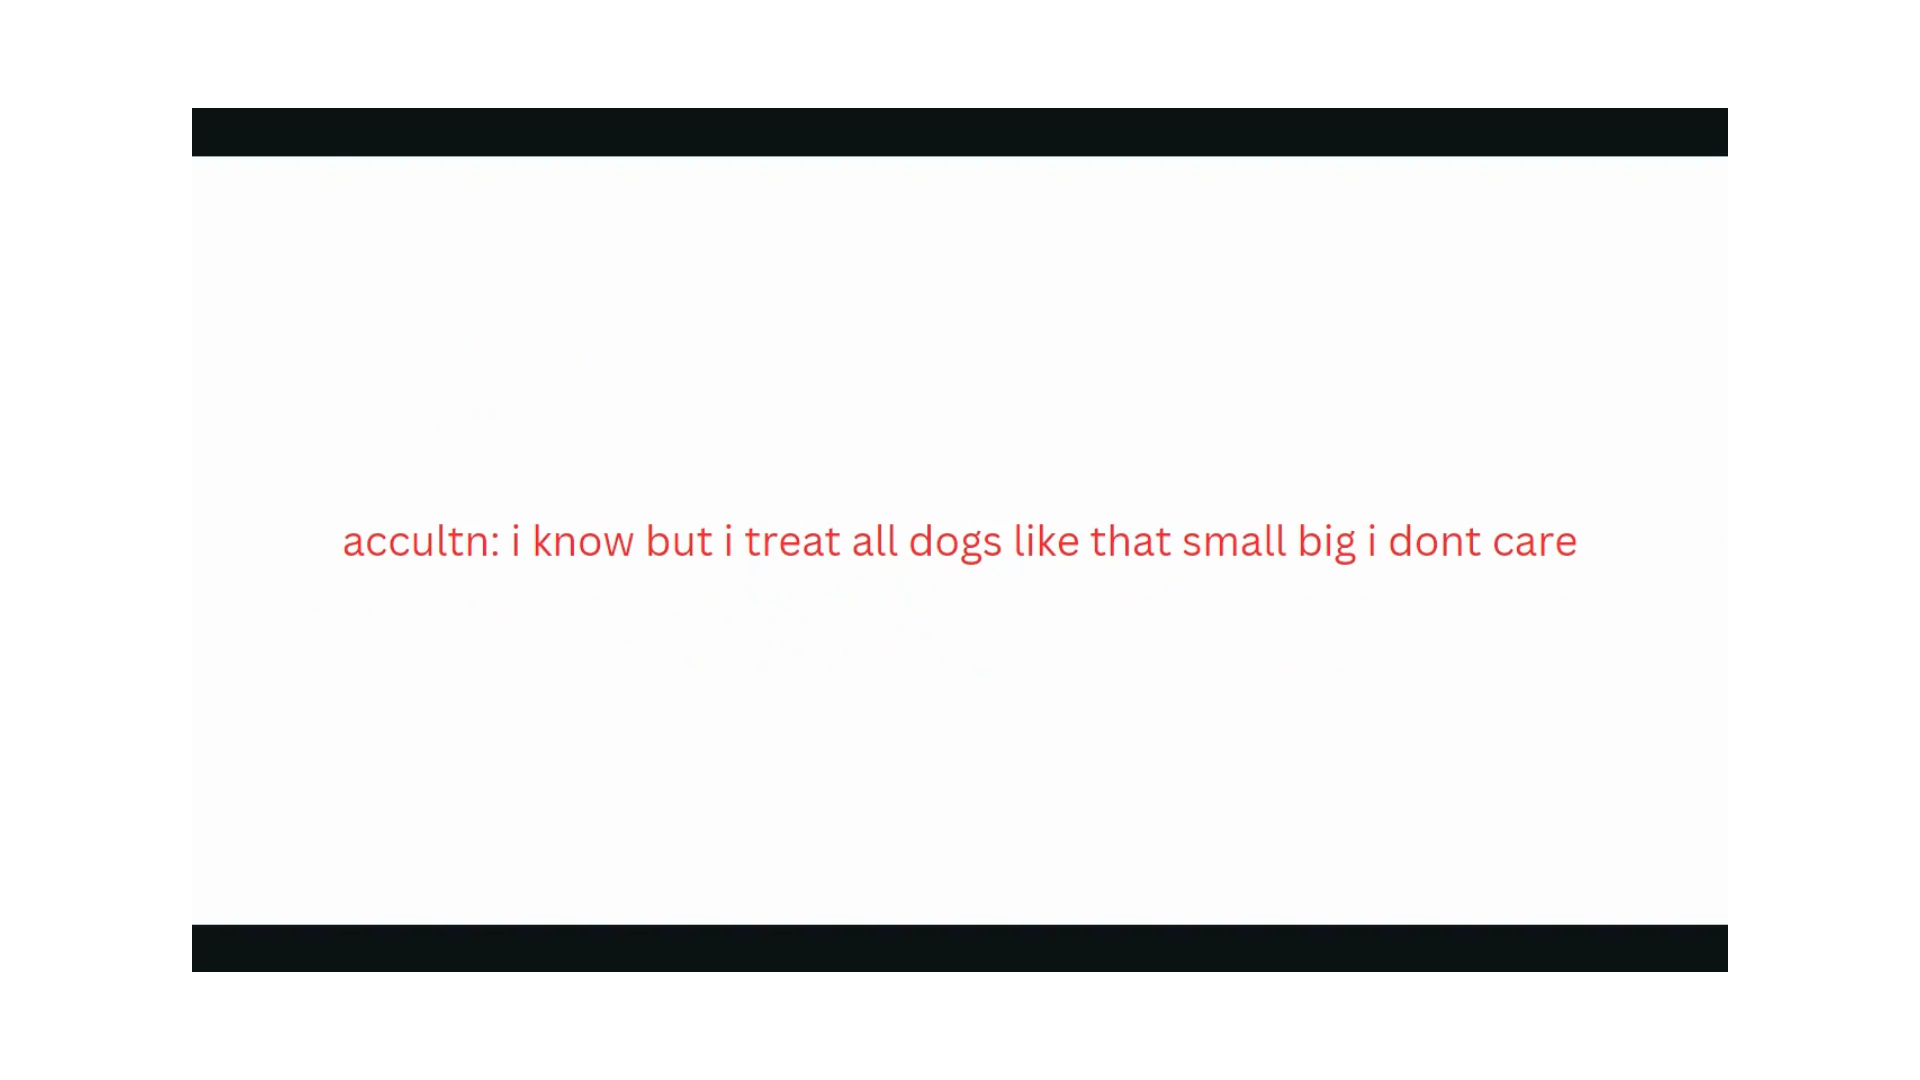 accultn: i know but i treat all dogs like that small big i dont care